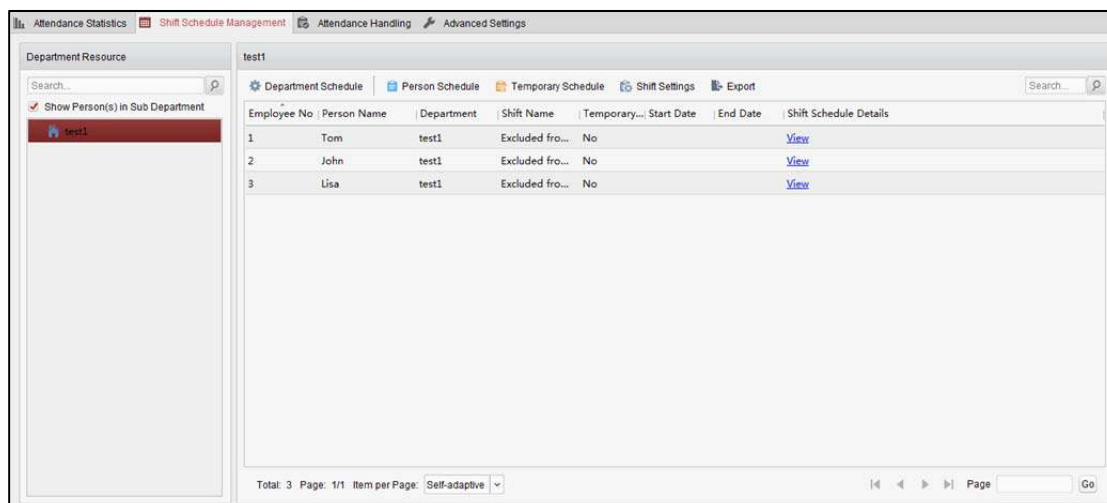 Attendance Statistics Shift Schedule Management Attendance Handling Advanced Settings
Department Resource
Search...
Show Person(s) in Sub Department
test1
test1
Department Schedule Person Schedule Temporary Schedule Shift Settings Export Search...
Employee No Person Name Department Shift Name Temporary... Start Date End Date Shift Schedule Details
1 Tom test1 Excluded fro... No View
2 John test1 Excluded fro... No View
3 Lisa test1 Excluded fro... No View
Total: 3 Page: 1/1 Item per Page: Self-adaptive Page Go